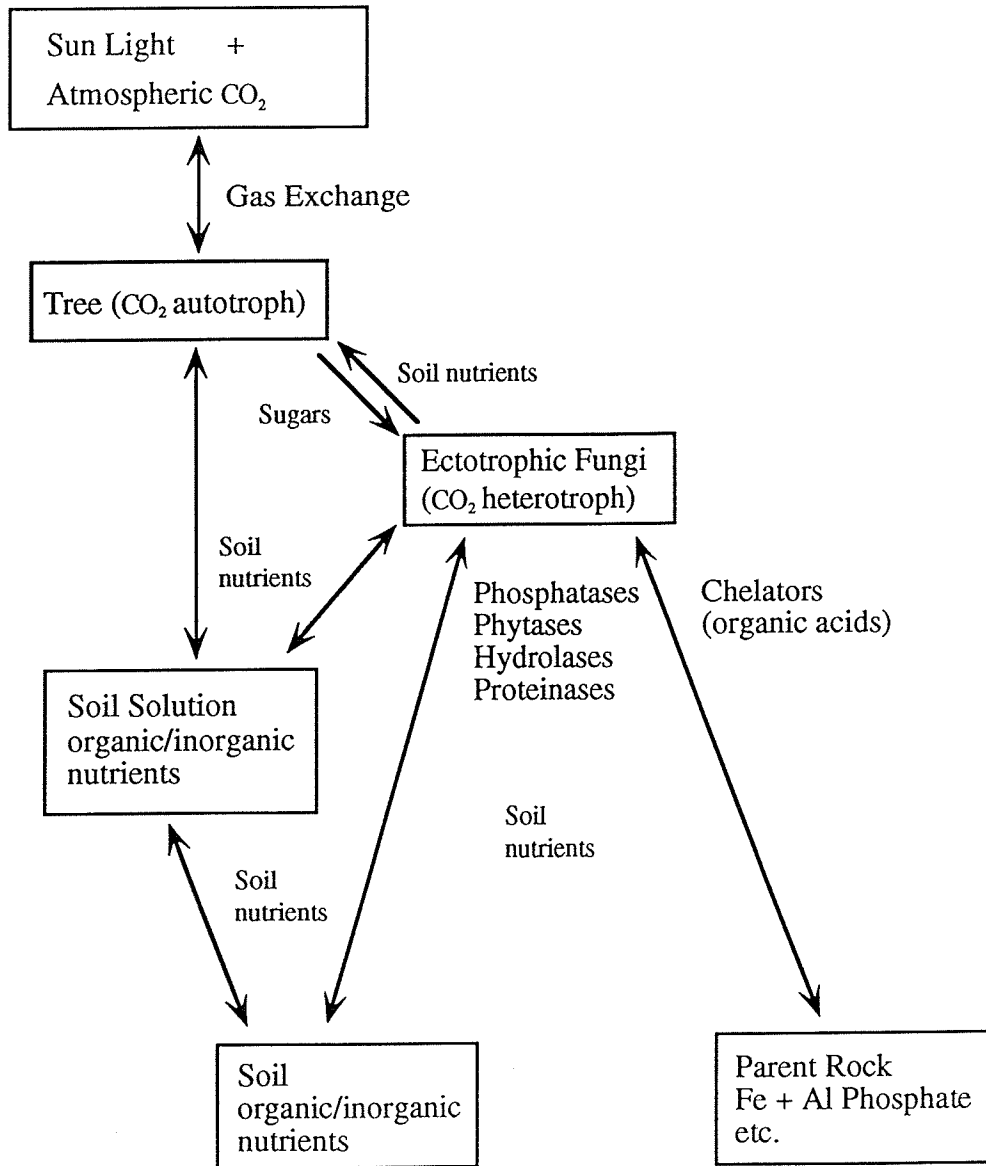 Sun Light +
Atmospheric CO₂
Gas Exchange
Tree (CO₂ autotroph)
Soil nutrients
Sugars
Ectotrophic Fungi
(CO₂ heterotroph)
Soil
nutrients
Phosphatases
Phytases
Hydrolases
Proteinases
Chelators
(organic acids)
Soil Solution
organic/inorganic
nutrients
Soil
nutrients
Soil
nutrients
Soil
organic/inorganic
nutrients
Parent Rock
Fe + Al Phosphate
etc.